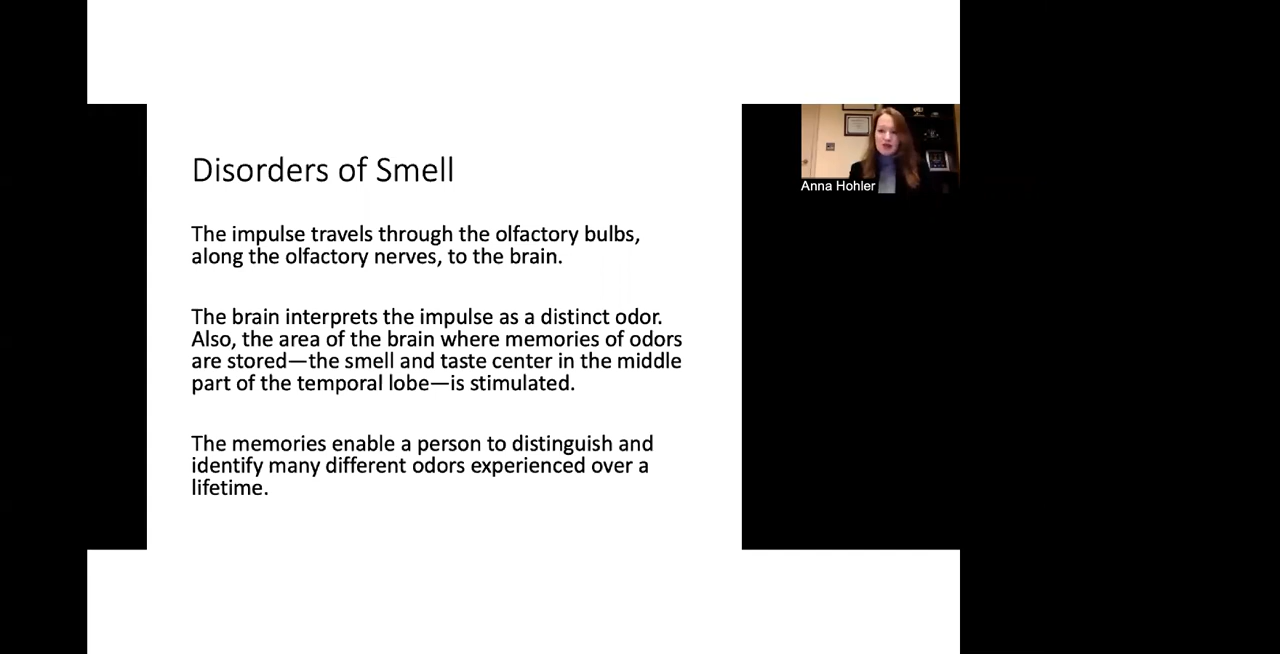 Disorders of Smell
The impulse travels through the olfactory bulbs,
along the olfactory nerves, to the brain.
The brain interprets the impulse as a distinct odor.
Also, the area of the brain where memories of odors
are stored—the smell and taste center in the middle
part of the temporal lobe—is stimulated.
The memories enable a person to distinguish and
identify many different odors experienced over a
lifetime.
Anna Hohler